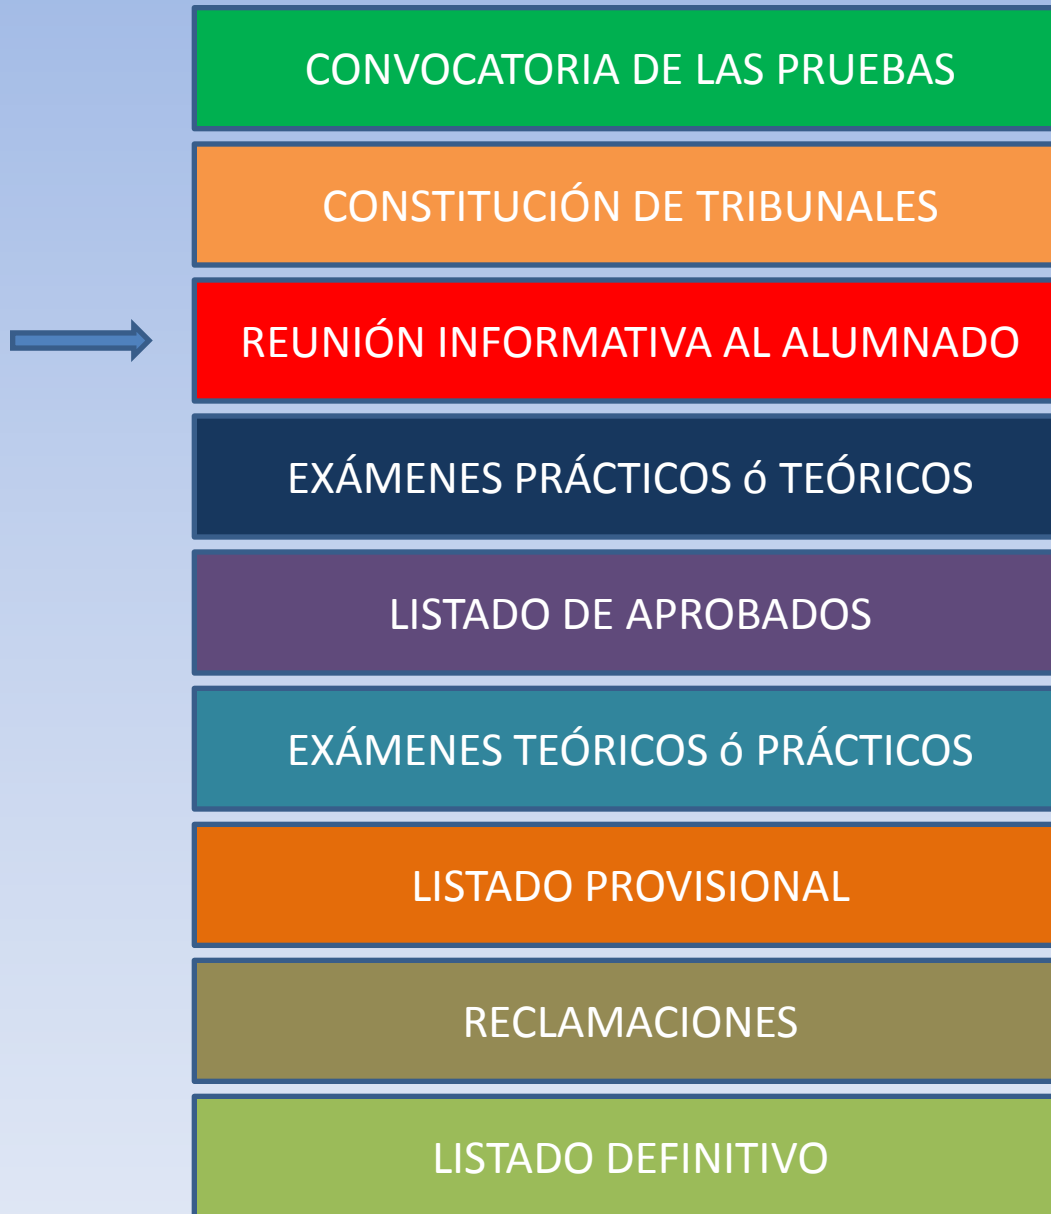 CONVOCATORIA DE LAS PRUEBAS
CONSTITUCIÓN DE TRIBUNALES
REUNIÓN INFORMATIVA AL ALUMNADO
EXÁMENES PRÁCTICOS ó TEÓRICOS
LISTADO DE APROBADOS
EXÁMENES TEÓRICOS ó PRÁCTICOS
LISTADO PROVISIONAL
RECLAMACIONES
LISTADO DEFINITIVO